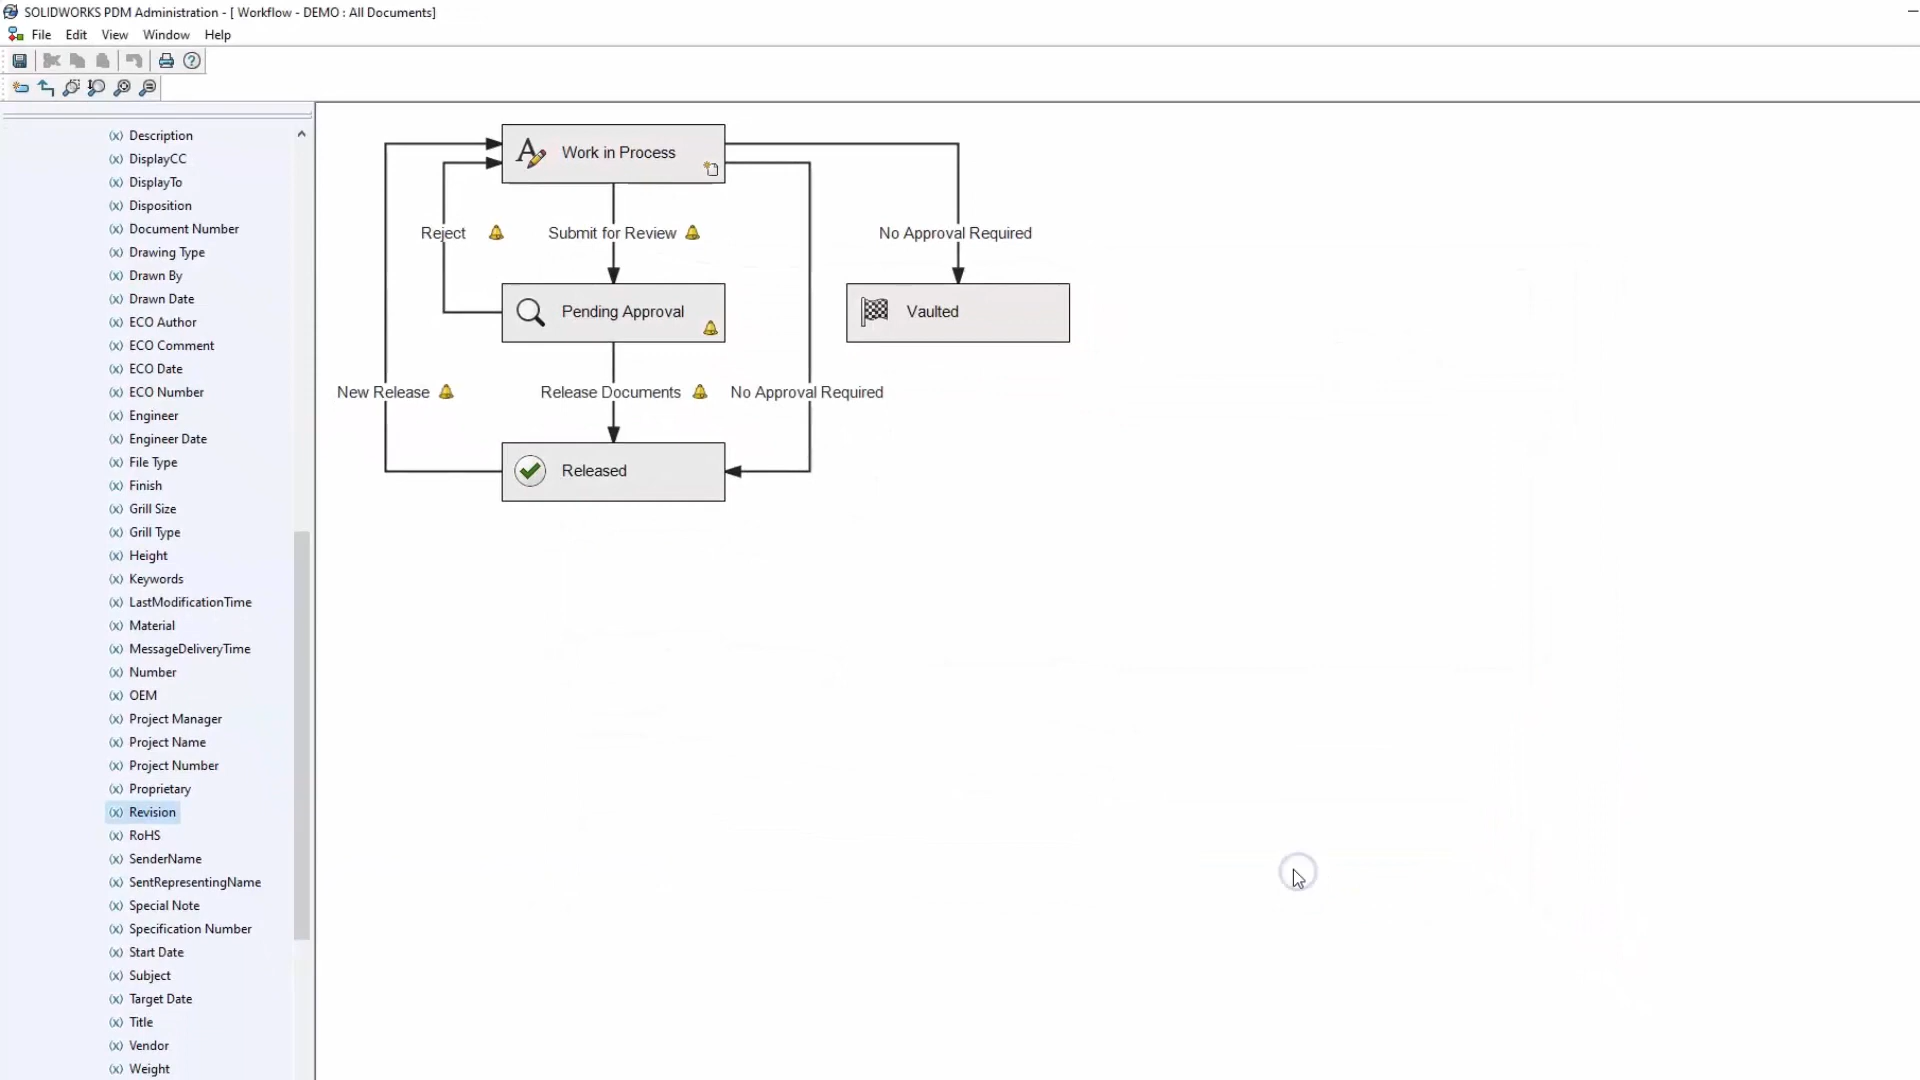 SOLIDWORKS PDM Administration - [ Workflow - DEMO : All Documents]
File Edit View Window Help
(x) Description
(x) DisplayCC
(x) DisplayTo
(x) Disposition
(x) Document Number
(x) Drawing Type
(x) Drawn By
(x) Drawn Date
(x) ECO Author
(x) ECO Comment
(x) ECO Date
(x) ECO Number
(x) Engineer
(x) Engineer Date
(x) File Type
(x) Finish
(x) Grill Size
(x) Grill Type
(x) Height
(x) Keywords
(x) LastModificationTime
(x) Material
(x) MessageDeliveryTime
(x) Number
(x) OEM
(x) Project Manager
(x) Project Name
(x) Project Number
(x) Proprietary
(x) Revision
(x) RoHS
(x) SenderName
(x) SentRepresentingName
(x) Special Note
(x) Specification Number
(x) Start Date
(x) Subject
(x) Target Date
(x) Title
(x) Vendor
(x) Weight
Work in Process
Reject
Submit for Review
No Approval Required
Pending Approval
Vaulted
New Release
Release Documents
No Approval Required
Released